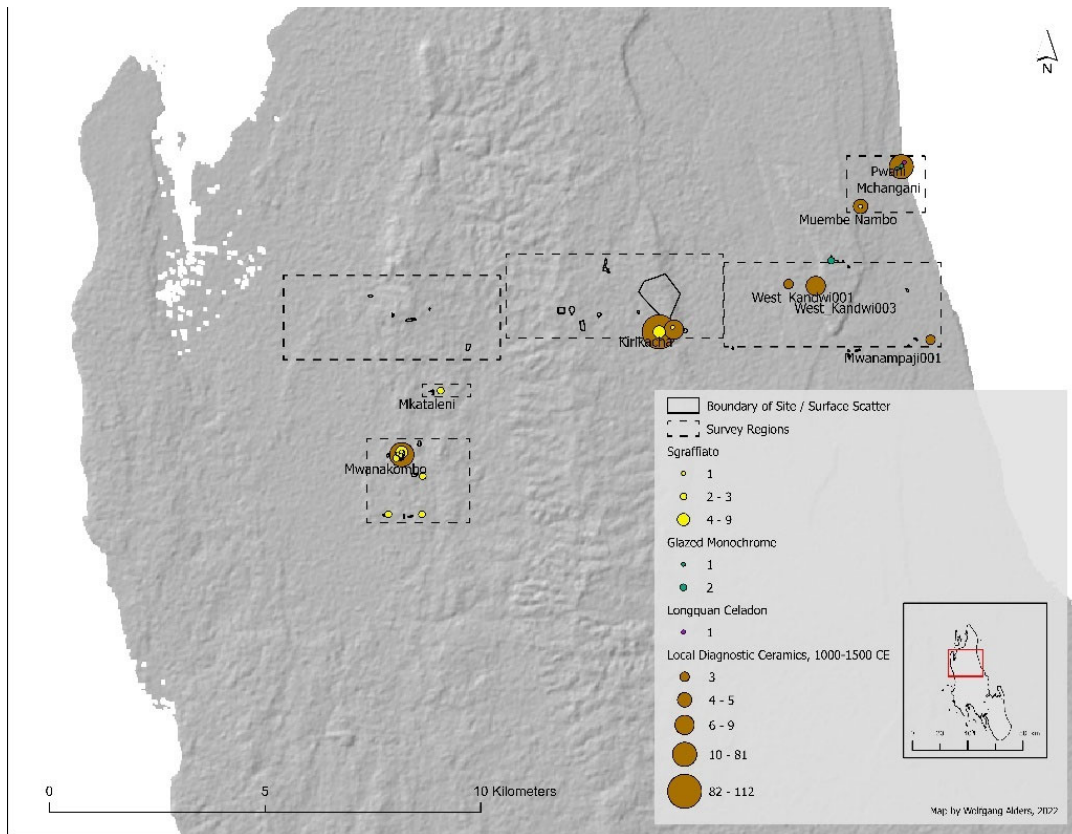 N
Pwani
Mchangani
Muembe Nambo
West_Kandwi001
West_Kandwi003
Kirikacha
Mwanampaji001
Mkataleni
Mwanakombo
Boundary of Site / Surface Scatter
Survey Regions
Sgraffiato
1
2 - 3
4 - 9
Glazed Monochrome
1
2
Longquan Celadon
1
Local Diagnostic Ceramics, 1000-1500 CE
3
4 - 5
6 - 9
10 - 81
82 - 112
0 5 10 Kilometers
Map by Wolfgang Alders, 2022